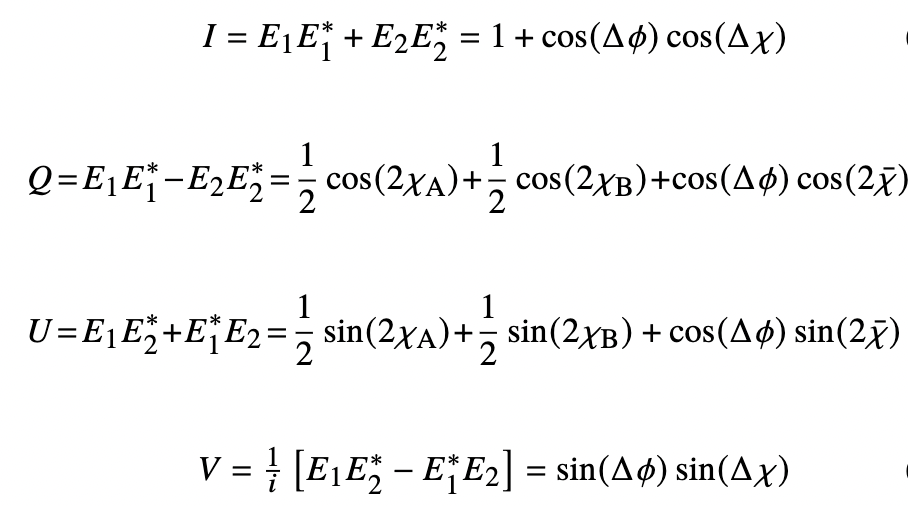 I = E₁E₁* + E₂E₂* = 1 + cos(Δϕ) cos(Δχ)
Q = E₁E₁* − E₂E₂* = 1/2 cos(2χ_A) + 1/2 cos(2χ_B) + cos(Δϕ) cos(2χ̄)
U = E₁E₂* + E₁*E₂ = 1/2 sin(2χ_A) + 1/2 sin(2χ_B) + cos(Δϕ) sin(2χ̄)
V = 1/i [E₁E₂* − E₁*E₂] = sin(Δϕ) sin(Δχ)